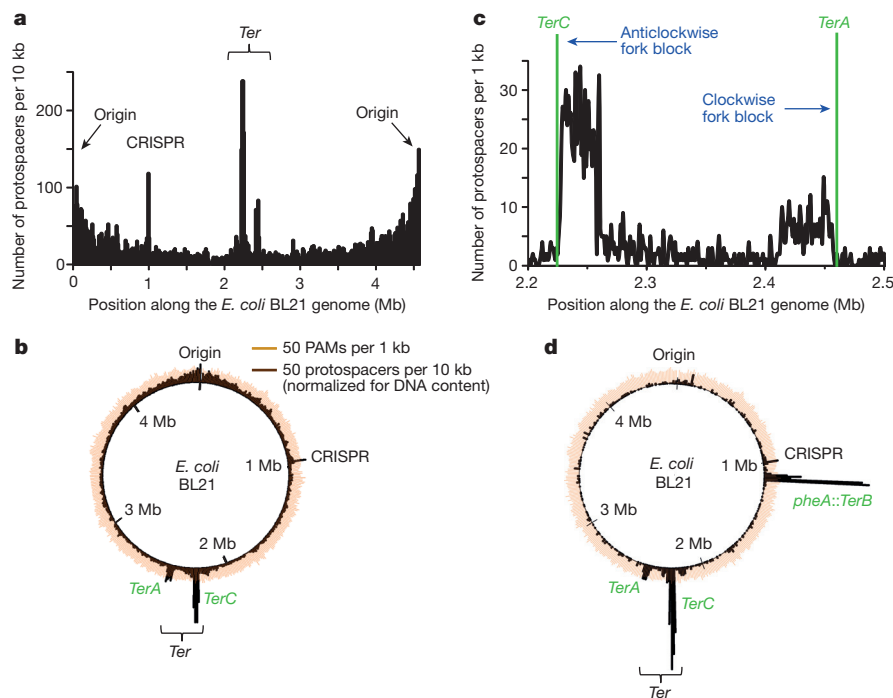 a
Ter
Number of protospacers per 10 kb
200
100
0
Origin
CRISPR
Origin
0
1
2
3
4
Position along the E. coli BL21 genome (Mb)
c
TerC
TerA
Anticlockwise
fork block
Clockwise
fork block
Number of protospacers per 1 kb
40
30
20
10
0
2.2
2.3
2.4
2.5
Position along the E. coli BL21 genome (Mb)
b
50 PAMs per 1 kb
50 protospacers per 10 kb
(normalized for DNA content)
Origin
4 Mb
CRISPR
1 Mb
E. coli
BL21
3 Mb
2 Mb
TerA
TerC
Ter
d
Origin
4 Mb
CRISPR
1 Mb
E. coli
BL21
pheA::TerB
3 Mb
2 Mb
TerA
TerC
Ter